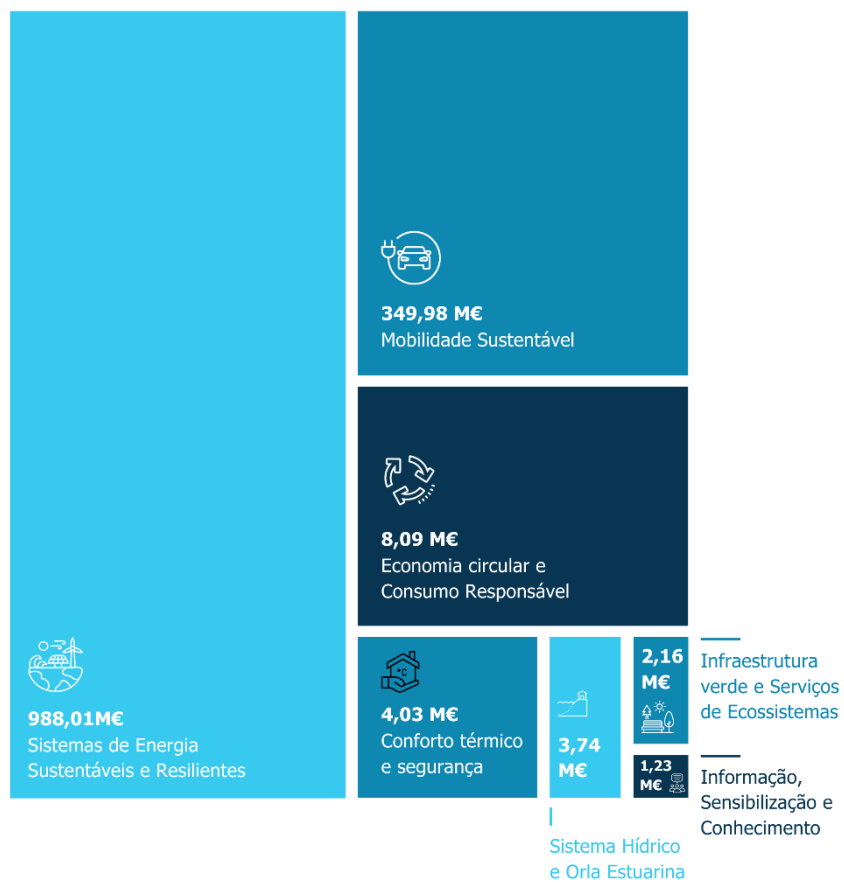 349,98 M€
Mobilidade Sustentável
8,09 M€
Economia circular e
Consumo Responsável
988,01M€
Sistemas de Energia
Sustentáveis e Resilientes
°C
4,03 M€
Conforto térmico
e segurança
3,74
M€
Sistema Hídrico
e Orla Estuarina
2,16
M€
Infraestrutura
verde e Serviços
de Ecossistemas
1,23
M€
Informação,
Sensibilização e
Conhecimento